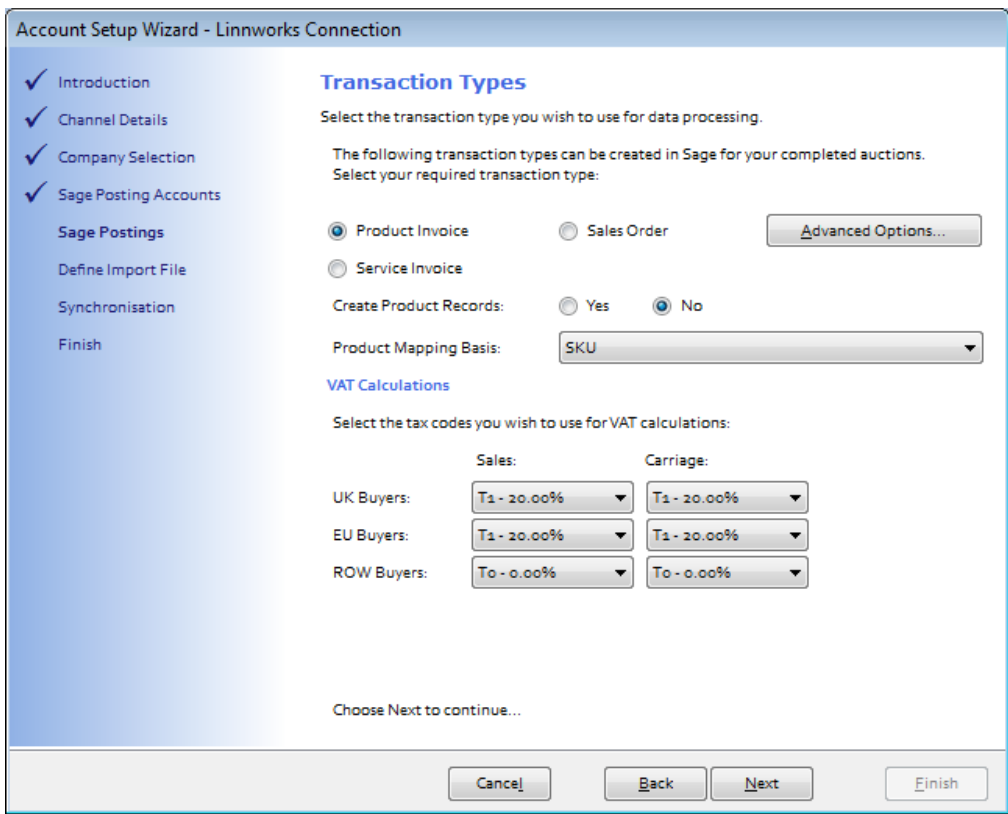 Account Setup Wizard - Linnworks Connection
Introduction
Channel Details
Company Selection
Sage Posting Accounts
Sage Postings
Define Import File
Synchronisation
Finish
Transaction Types
Select the transaction type you wish to use for data processing.
The following transaction types can be created in Sage for your completed auctions.
Select your required transaction type:
Product Invoice Sales Order Advanced Options...
Service Invoice
Create Product Records: Yes No
Product Mapping Basis: SKU
VAT Calculations
Select the tax codes you wish to use for VAT calculations:
Sales: Carriage:
UK Buyers: T1 - 20.00% T1 - 20.00%
EU Buyers: T1 - 20.00% T1 - 20.00%
ROW Buyers: T0 - 0.00% T0 - 0.00%
Choose Next to continue...
Cancel Back Next Finish